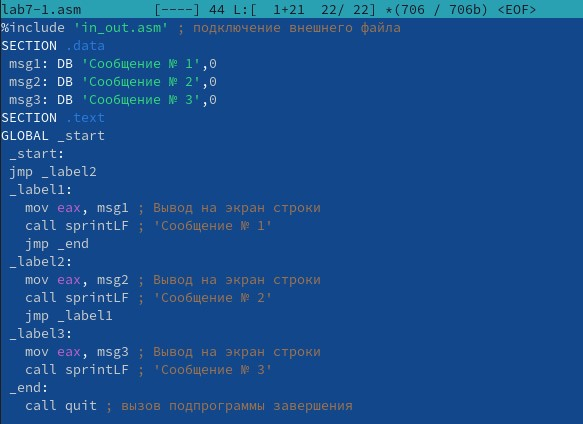 lab7-1.asm [----] 44 L:[ 1+21 22/ 22] *(706 / 706b) <EOF>
%include 'in_out.asm' ; подключение внешнего файла
SECTION .data
msg1: DB 'Сообщение № 1',0
msg2: DB 'Сообщение № 2',0
msg3: DB 'Сообщение № 3',0
SECTION .text
GLOBAL _start
_start:
jmp _label2
_label1:
mov eax, msg1 ; Вывод на экран строки
call sprintLF ; 'Сообщение № 1'
jmp _end
_label2:
mov eax, msg2 ; Вывод на экран строки
call sprintLF ; 'Сообщение № 2'
jmp _label1
_label3:
mov eax, msg3 ; Вывод на экран строки
call sprintLF ; 'Сообщение № 3'
_end:
call quit ; вызов подпрограммы завершения